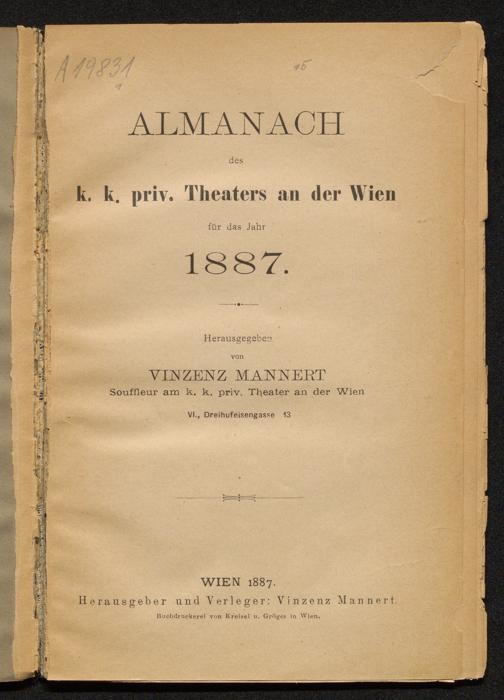 A19831
ALMANACH
des
k. k. priv. Theaters an der Wien
für das Jahr
1887.
Herausgegeben
von
VINZENZ MANNERT
Souffleur am k. k. priv. Theater an der Wien
VI., Dreihufeisengasse 13
WIEN 1887.
Herausgeber und Verleger: Vinzenz Mannert.
Buchdruckerei von Kreisel u. Gröger in Wien.